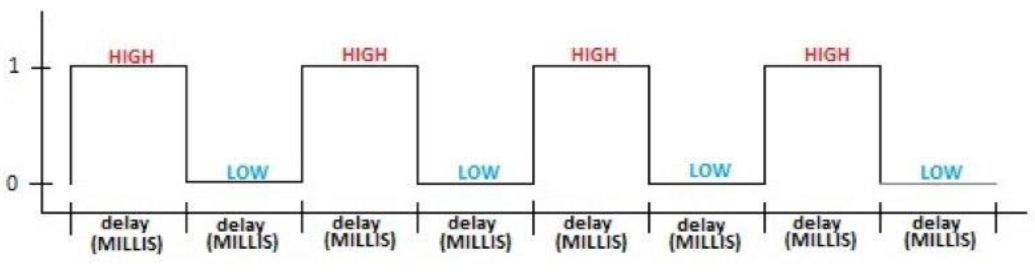 HIGH HIGH HIGH HIGH
1
LOW LOW LOW LOW
0
delay delay delay delay delay delay delay delay
(MILLIS) (MILLIS) (MILLIS) (MILLIS) (MILLIS) (MILLIS) (MILLIS) (MILLIS)